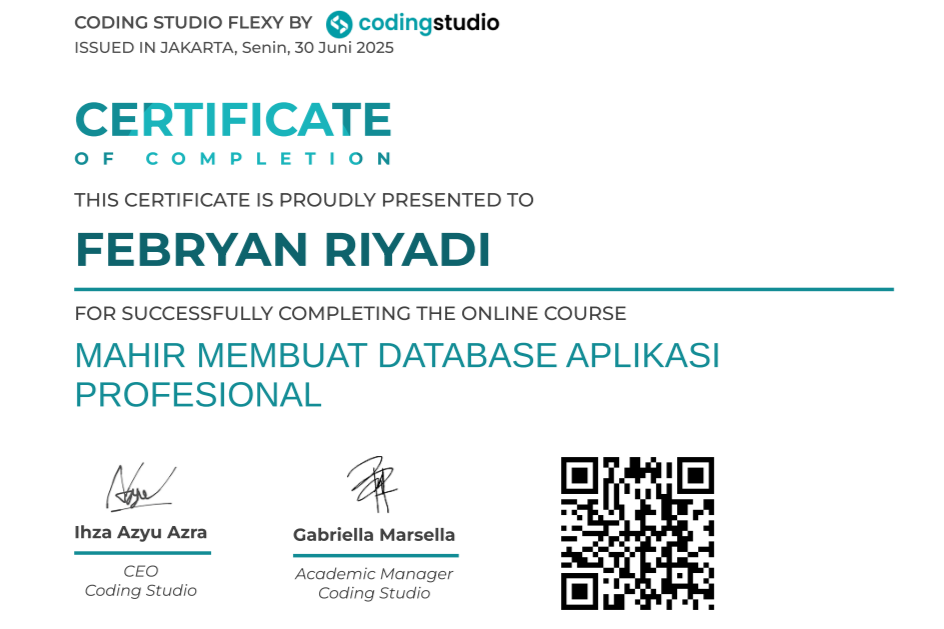 CODING STUDIO FLEXY BY codingstudio
ISSUED IN JAKARTA, Senin, 30 Juni 2025
CERTIFICATE
OF COMPLETION
THIS CERTIFICATE IS PROUDLY PRESENTED TO
FEBRYAN RIYADI
FOR SUCCESSFULLY COMPLETING THE ONLINE COURSE
MAHIR MEMBUAT DATABASE APLIKASI
PROFESIONAL
Ihza Azyu Azra
CEO
Coding Studio
Gabriella Marsella
Academic Manager
Coding Studio